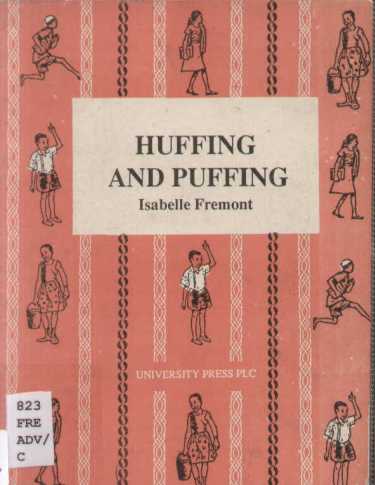 HUFFING
AND PUFFING
Isabelle Fremont
UNIVERSITY PRESS PLC
823
FRE
ADV/
C